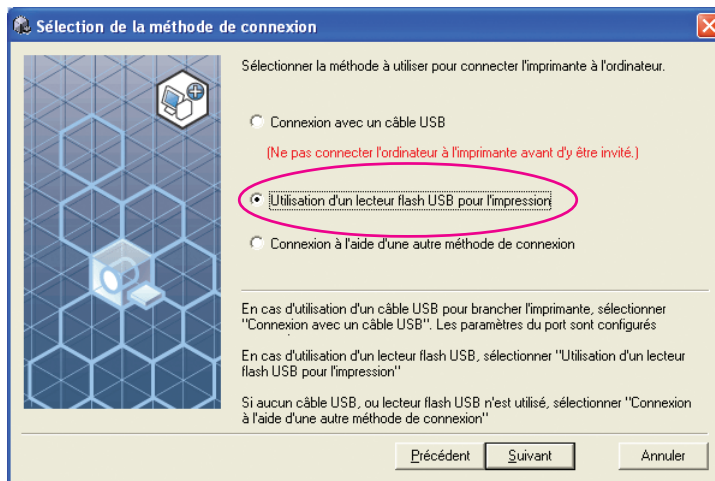 Sélection de la méthode de connexion
Sélectionner la méthode à utiliser pour connecter l'imprimante à l'ordinateur.
Connexion avec un câble USB
(Ne pas connecter l'ordinateur à l'imprimante avant d'y être invité.)
Utilisation d'un lecteur flash USB pour l'impression
Connexion à l'aide d'une autre méthode de connexion
En cas d'utilisation d'un câble USB pour brancher l'imprimante, sélectionner
"Connexion avec un câble USB". Les paramètres du port sont configurés
En cas d'utilisation d'un lecteur flash USB, sélectionner "Utilisation d'un lecteur
flash USB pour l'impression"
Si aucun câble USB, ou lecteur flash USB n'est utilisé, sélectionner "Connexion
à l'aide d'une autre méthode de connexion"
Précédent Suivant Annuler